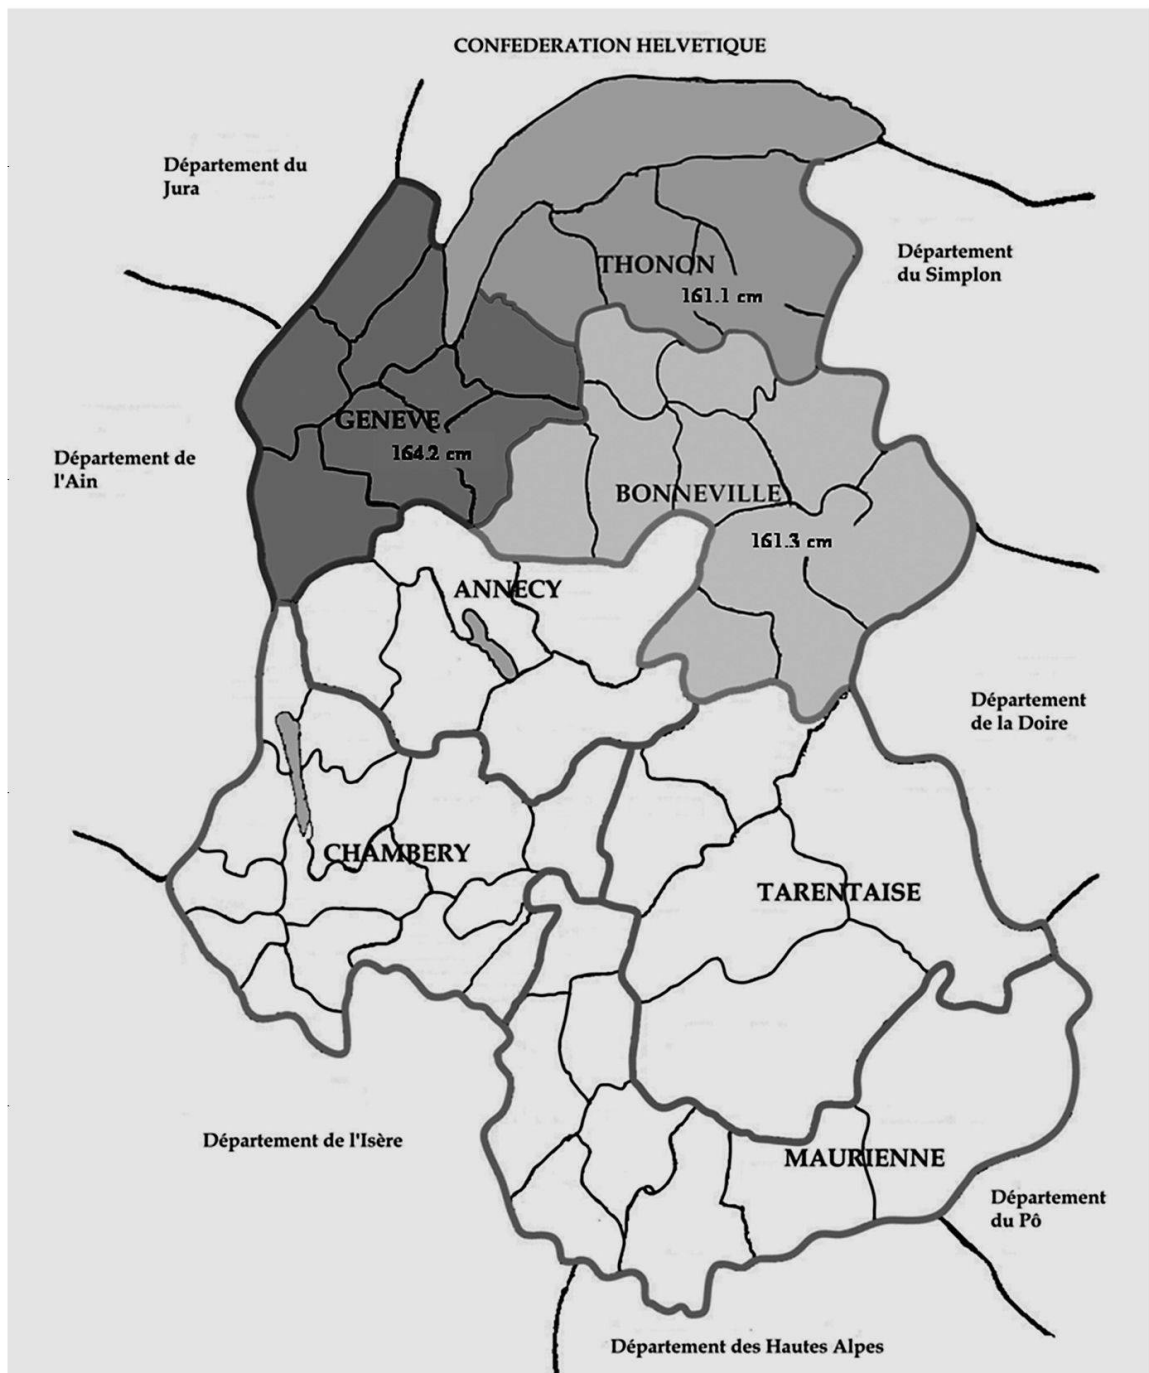 CONFEDERATION HELVETIQUE
Département du
Jura
Département
du Simplon
THONON
161.1 cm
GENEVE
164.2 cm
Département de
l'Ain
BONNEVILLE
161.3 cm
ANNECY
Département
de la Doire
CHAMBERY
TARENTAISE
Département de l'Isère
MAURIENNE
Département
du Pô
Département des Hautes Alpes